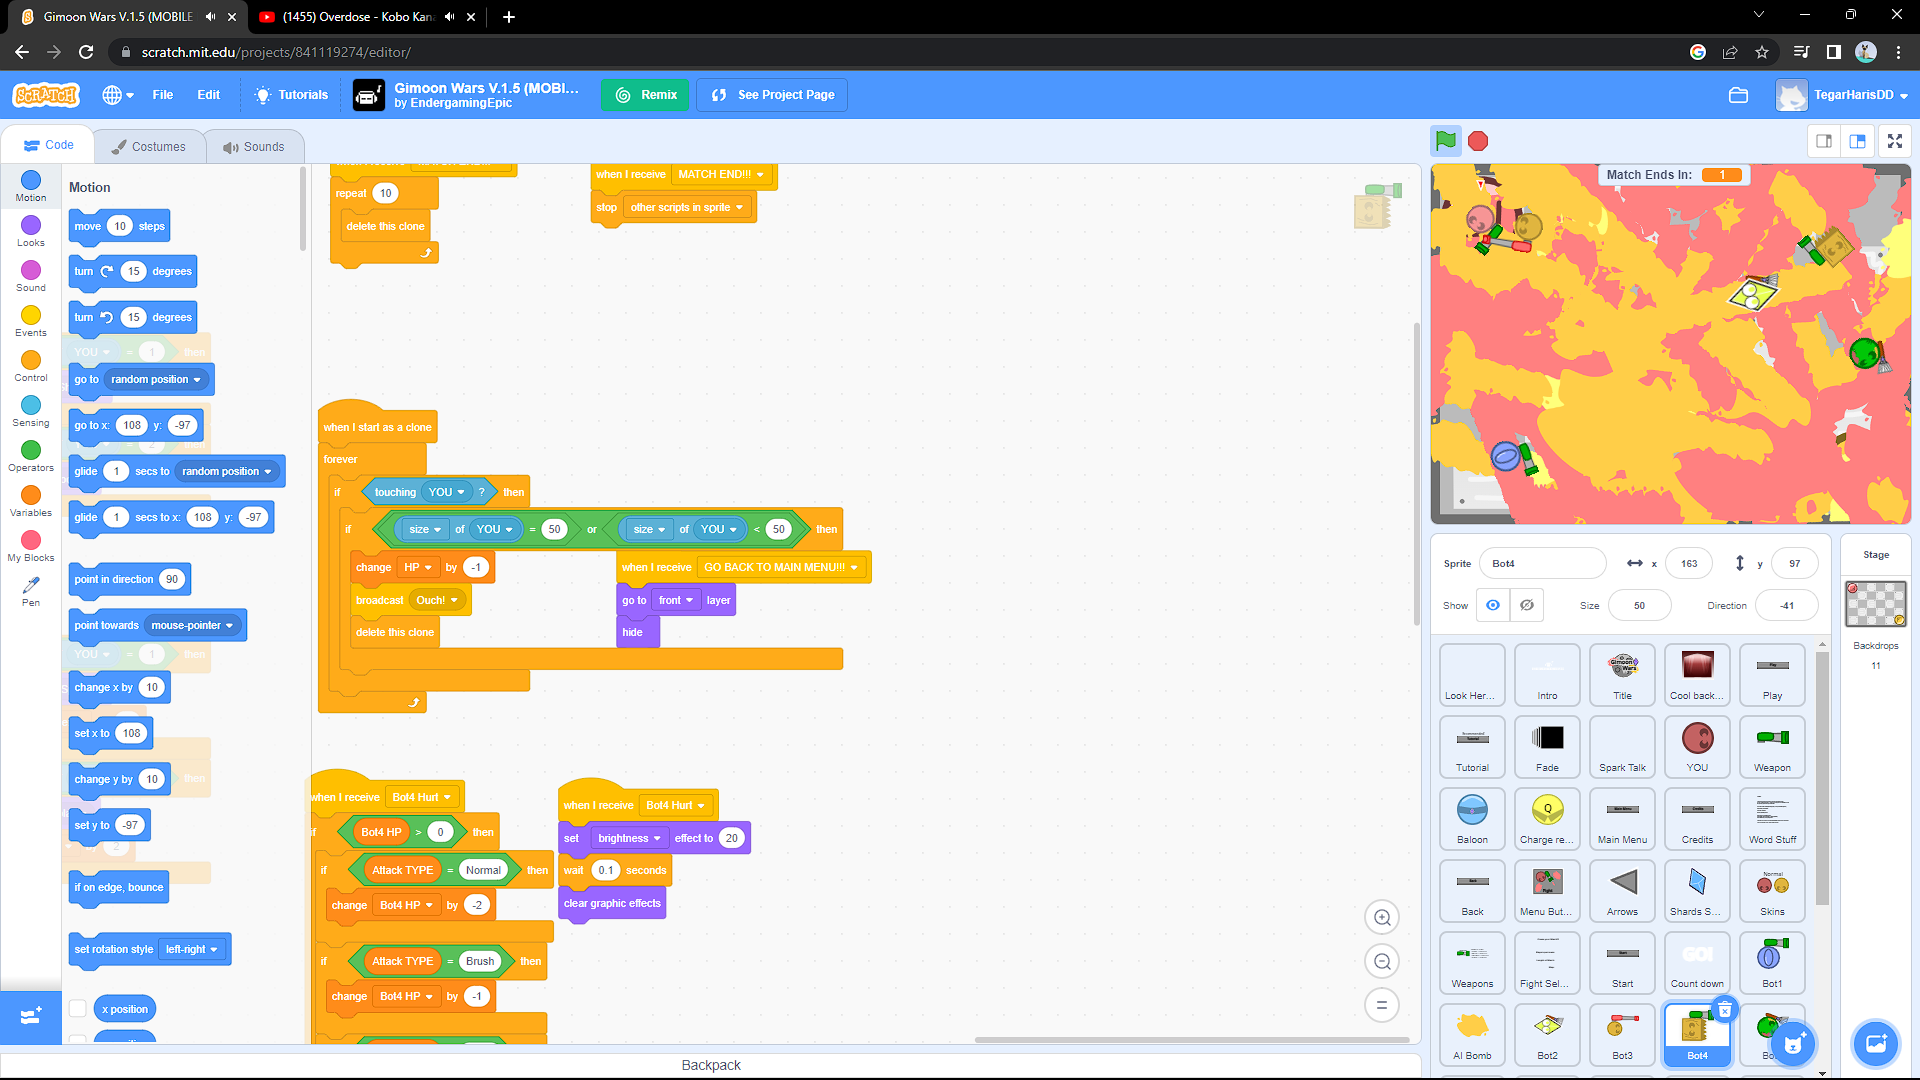 Gimoon Wars V.1.5 (MOBILE
(1455) Overdose - Kobo Kana
scratch.mit.edu/projects/841119274/editor/
SCRATCH
File
Edit
Tutorials
Gimoon Wars V.1.5 (MOBI...
by EndergamingEpic
Remix
See Project Page
TegarHarisDD
Code
Costumes
Sounds
Motion
Looks
Sound
Events
Control
Sensing
Operators
Variables
My Blocks
Pen
Motion
move 10 steps
turn 15 degrees
turn 15 degrees
YOU = 1 then
go to random position
go to x: 108 y: -97
glide 1 secs to random position
glide 1 secs to x: 108 y: -97
point in direction 90
point towards mouse-pointer
YOU = 1 then
change x by 10
set x to 108
change y by 10 then
set y to -97
2
if on edge, bounce
set rotation style left-right
x position
repeat 10
delete this clone
when I receive MATCH END!!!
stop other scripts in sprite
when I start as a clone
forever
if touching YOU ? then
if size of YOU = 50 or size of YOU < 50 then
change HP by -1
broadcast Ouch!
delete this clone
when I receive GO BACK TO MAIN MENU!!!
go to front layer
hide
when I receive Bot4 Hurt
if Bot4 HP > 0 then
if Attack TYPE = Normal then
change Bot4 HP by -2
if Attack TYPE = Brush then
change Bot4 HP by -1
when I receive Bot4 Hurt
set brightness effect to 20
wait 0.1 seconds
clear graphic effects
Backpack
Match Ends In: 1
Sprite Bot4 x 163 y 97
Show Size 50 Direction -41
Stage
Backdrops
11
Look Her...
Intro
Title
Cool back...
Play
Tutorial
Fade
Spark Talk
YOU
Weapon
Baloon
Q
Charge re...
Main Menu
Credits
Word Stuff
Back
Menu But...
Arrows
Shards S...
Normal
Skins
Weapons
Fight Sel...
Start
GO!
Count down
Bot1
AI Bomb
Bot2
Bot3
Bot4